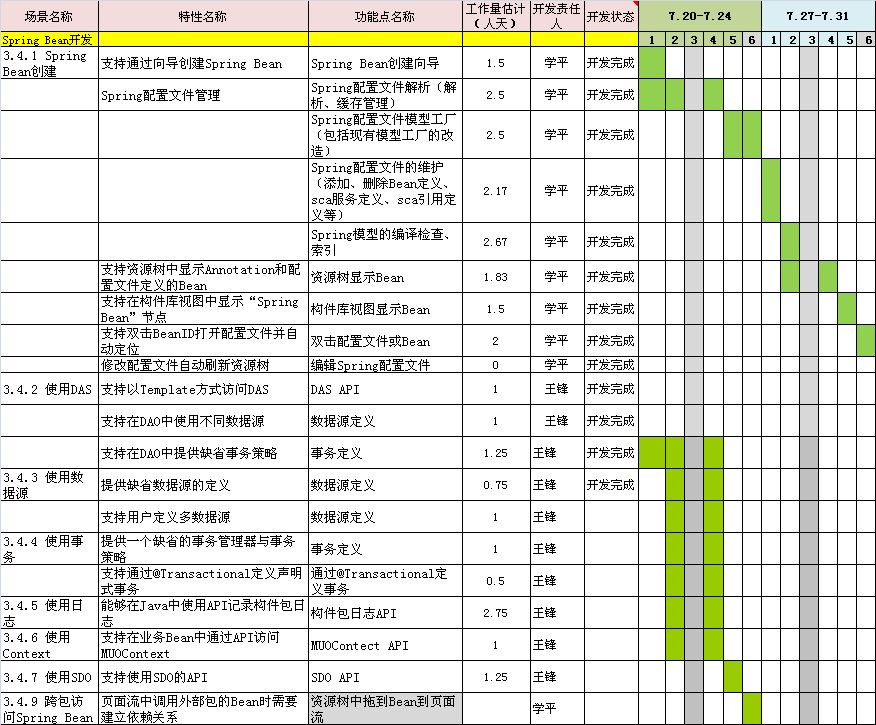 场景名称 特性名称 功能点名称 工作量估计（人天） 开发责任人 开发状态 7.20-7.24 7.27-7.31
1 2 3 4 5 6 1 2 3 4 5 6
Spring Bean开发
3.4.1 Spring Bean创建 支持通过向导创建Spring Bean Spring Bean创建向导 1.5 学平 开发完成
Spring配置文件管理 Spring配置文件解析（解析、缓存管理） 2.5 学平 开发完成
Spring配置文件模型工厂（包括现有模型工厂的改造） 2.5 学平 开发完成
Spring配置文件的维护（添加、删除Bean定义、sca服务定义、sca引用定义等） 2.17 学平 开发完成
Spring模型的编译检查、索引 2.67 学平 开发完成
支持资源树中显示Annotation和配置文件定义的Bean 资源树显示Bean 1.83 学平 开发完成
支持在构件库视图中显示“Spring Bean”节点 构件库视图显示Bean 1.5 学平 开发完成
支持双击BeanID打开配置文件并自动定位 双击配置文件或Bean 2 学平 开发完成
修改配置文件自动刷新资源树 编辑Spring配置文件 0 学平 开发完成
3.4.2 使用DAS 支持以Template方式访问DAS DAS API 1 王锋 开发完成
支持在DAO中使用不同数据源 数据源定义 1 王锋 开发完成
支持在DAO中提供缺省事务策略 事务定义 1.25 王锋 开发完成
3.4.3 使用数据源 提供缺省数据源的定义 数据源定义 0.75 王锋 开发完成
支持用户定义多数据源 数据源定义 1 王锋
3.4.4 使用事务 提供一个缺省的事务管理器与事务策略 事务定义 1 王锋
支持通过@Transactional定义声明式事务 通过@Transactional定义事务 0.5 王锋
3.4.5 使用日志 能够在Java中使用API记录构件包日志 构件包日志API 2.75 王锋
3.4.6 使用Context 支持在业务Bean中通过API访问MUOContext MUOContect API 1 王锋
3.4.7 使用SDO 支持使用SDO的API SDO API 1.25 王锋
3.4.9 跨包访问Spring Bean 页面流中调用外部包的Bean时需要建立依赖关系 资源树中拖到Bean到页面流 学平